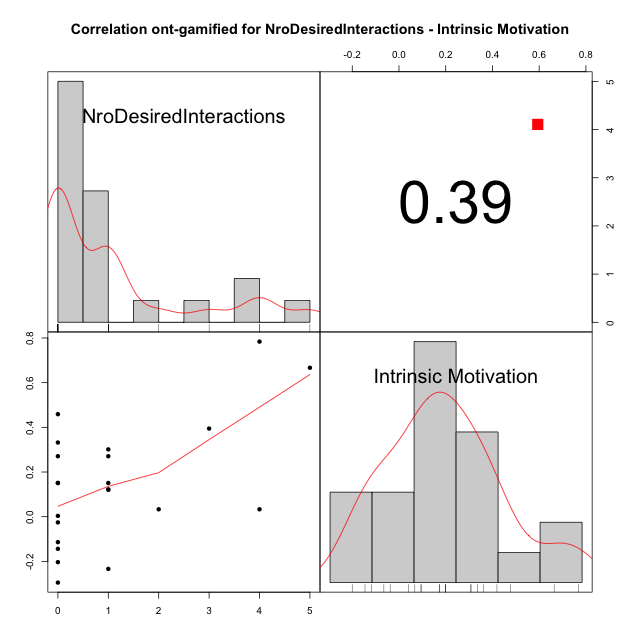 Correlation ont-gamified for NroDesiredInteractions - Intrinsic Motivation
-0.2 0.0 0.2 0.4 0.6 0.8
NroDesiredInteractions
0.39
5
4
3
2
1
0
0.8
0.6
0.4
0.2
0.0
-0.2
Intrinsic Motivation
0 1 2 3 4 5